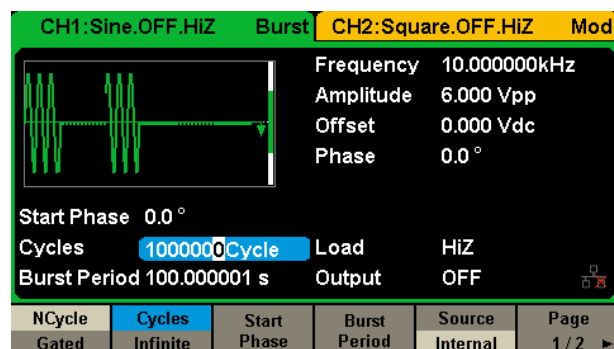 CH1:Sine.OFF.HiZ Burst CH2:Square.OFF.HiZ Mod
Frequency 10.000000kHz
Amplitude 6.000 Vpp
Offset 0.000 Vdc
Phase 0.0 °
Start Phase 0.0 °
Cycles 1000000Cycle Load HiZ
Burst Period 100.000001 s Output OFF
NCycle Cycles Start Burst Source Page
Gated Infinite Phase Period Internal 1/2 ►